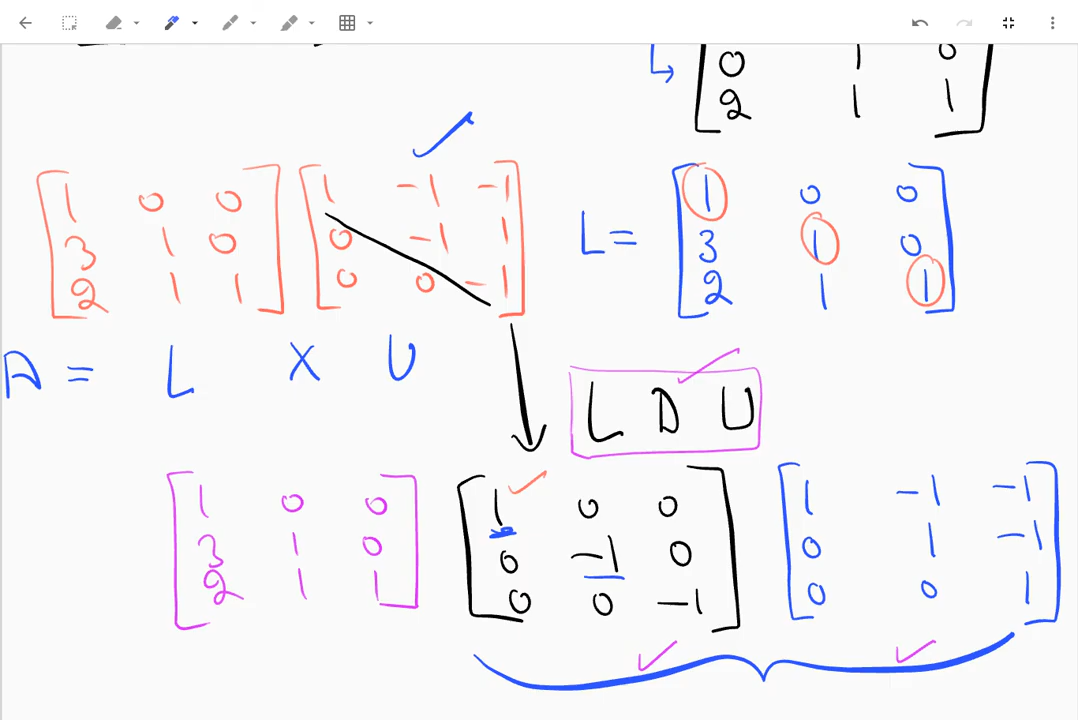 0 1 0
2 1 1
1 0 0 1 -1 -1
3 1 0 0 -1 1
2 1 1 0 0 -1
L = 1 0 0
3 1 0
2 1 1
A = L X U
L D U
1 0 0 1 0 0 1 -1 -1
3 1 0 0 -1 0 0 1 -1
2 1 1 0 0 -1 0 0 1